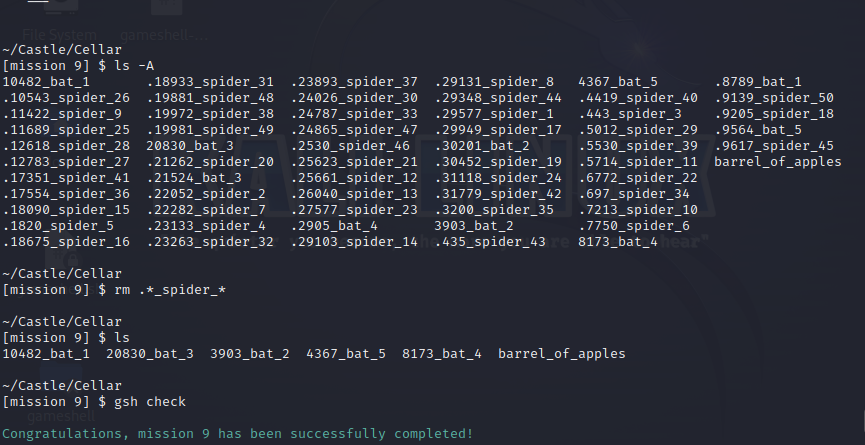 File System
gameshell-...
~/Castle/Cellar
[mission 9] $ ls -A
10482_bat_1 .18933_spider_31 .23893_spider_37 .29131_spider_8 4367_bat_5 .8789_bat_1
.10543_spider_26 .19881_spider_48 .24026_spider_30 .29348_spider_44 .4419_spider_40 .9139_spider_50
.11422_spider_9 .19972_spider_38 .24787_spider_33 .29577_spider_1 .443_spider_3 .9205_spider_18
.11689_spider_25 .19981_spider_49 .24865_spider_47 .29949_spider_17 .5012_spider_29 .9564_bat_5
.12618_spider_28 20830_bat_3 .2530_spider_46 .30201_bat_2 .5530_spider_39 .9617_spider_45
.12783_spider_27 .21262_spider_20 .25623_spider_21 .30452_spider_19 .5714_spider_11 barrel_of_apples
.17351_spider_41 .21524_bat_3 .25661_spider_12 .31118_spider_24 .6772_spider_22
.17554_spider_36 .22052_spider_2 .26040_spider_13 .31779_spider_42 .697_spider_34
.18090_spider_15 .22282_spider_7 .27577_spider_23 .3200_spider_35 .7213_spider_10
.1820_spider_5 .23133_spider_4 .2905_bat_4 3903_bat_2 .7750_spider_6
.18675_spider_16 .23263_spider_32 .29103_spider_14 .435_spider_43 8173_bat_4
~/Castle/Cellar
[mission 9] $ rm .*_spider_*
~/Castle/Cellar
[mission 9] $ ls
10482_bat_1 20830_bat_3 3903_bat_2 4367_bat_5 8173_bat_4 barrel_of_apples
~/Castle/Cellar
[mission 9] $ gsh check
gameshell
Congratulations, mission 9 has been successfully completed!